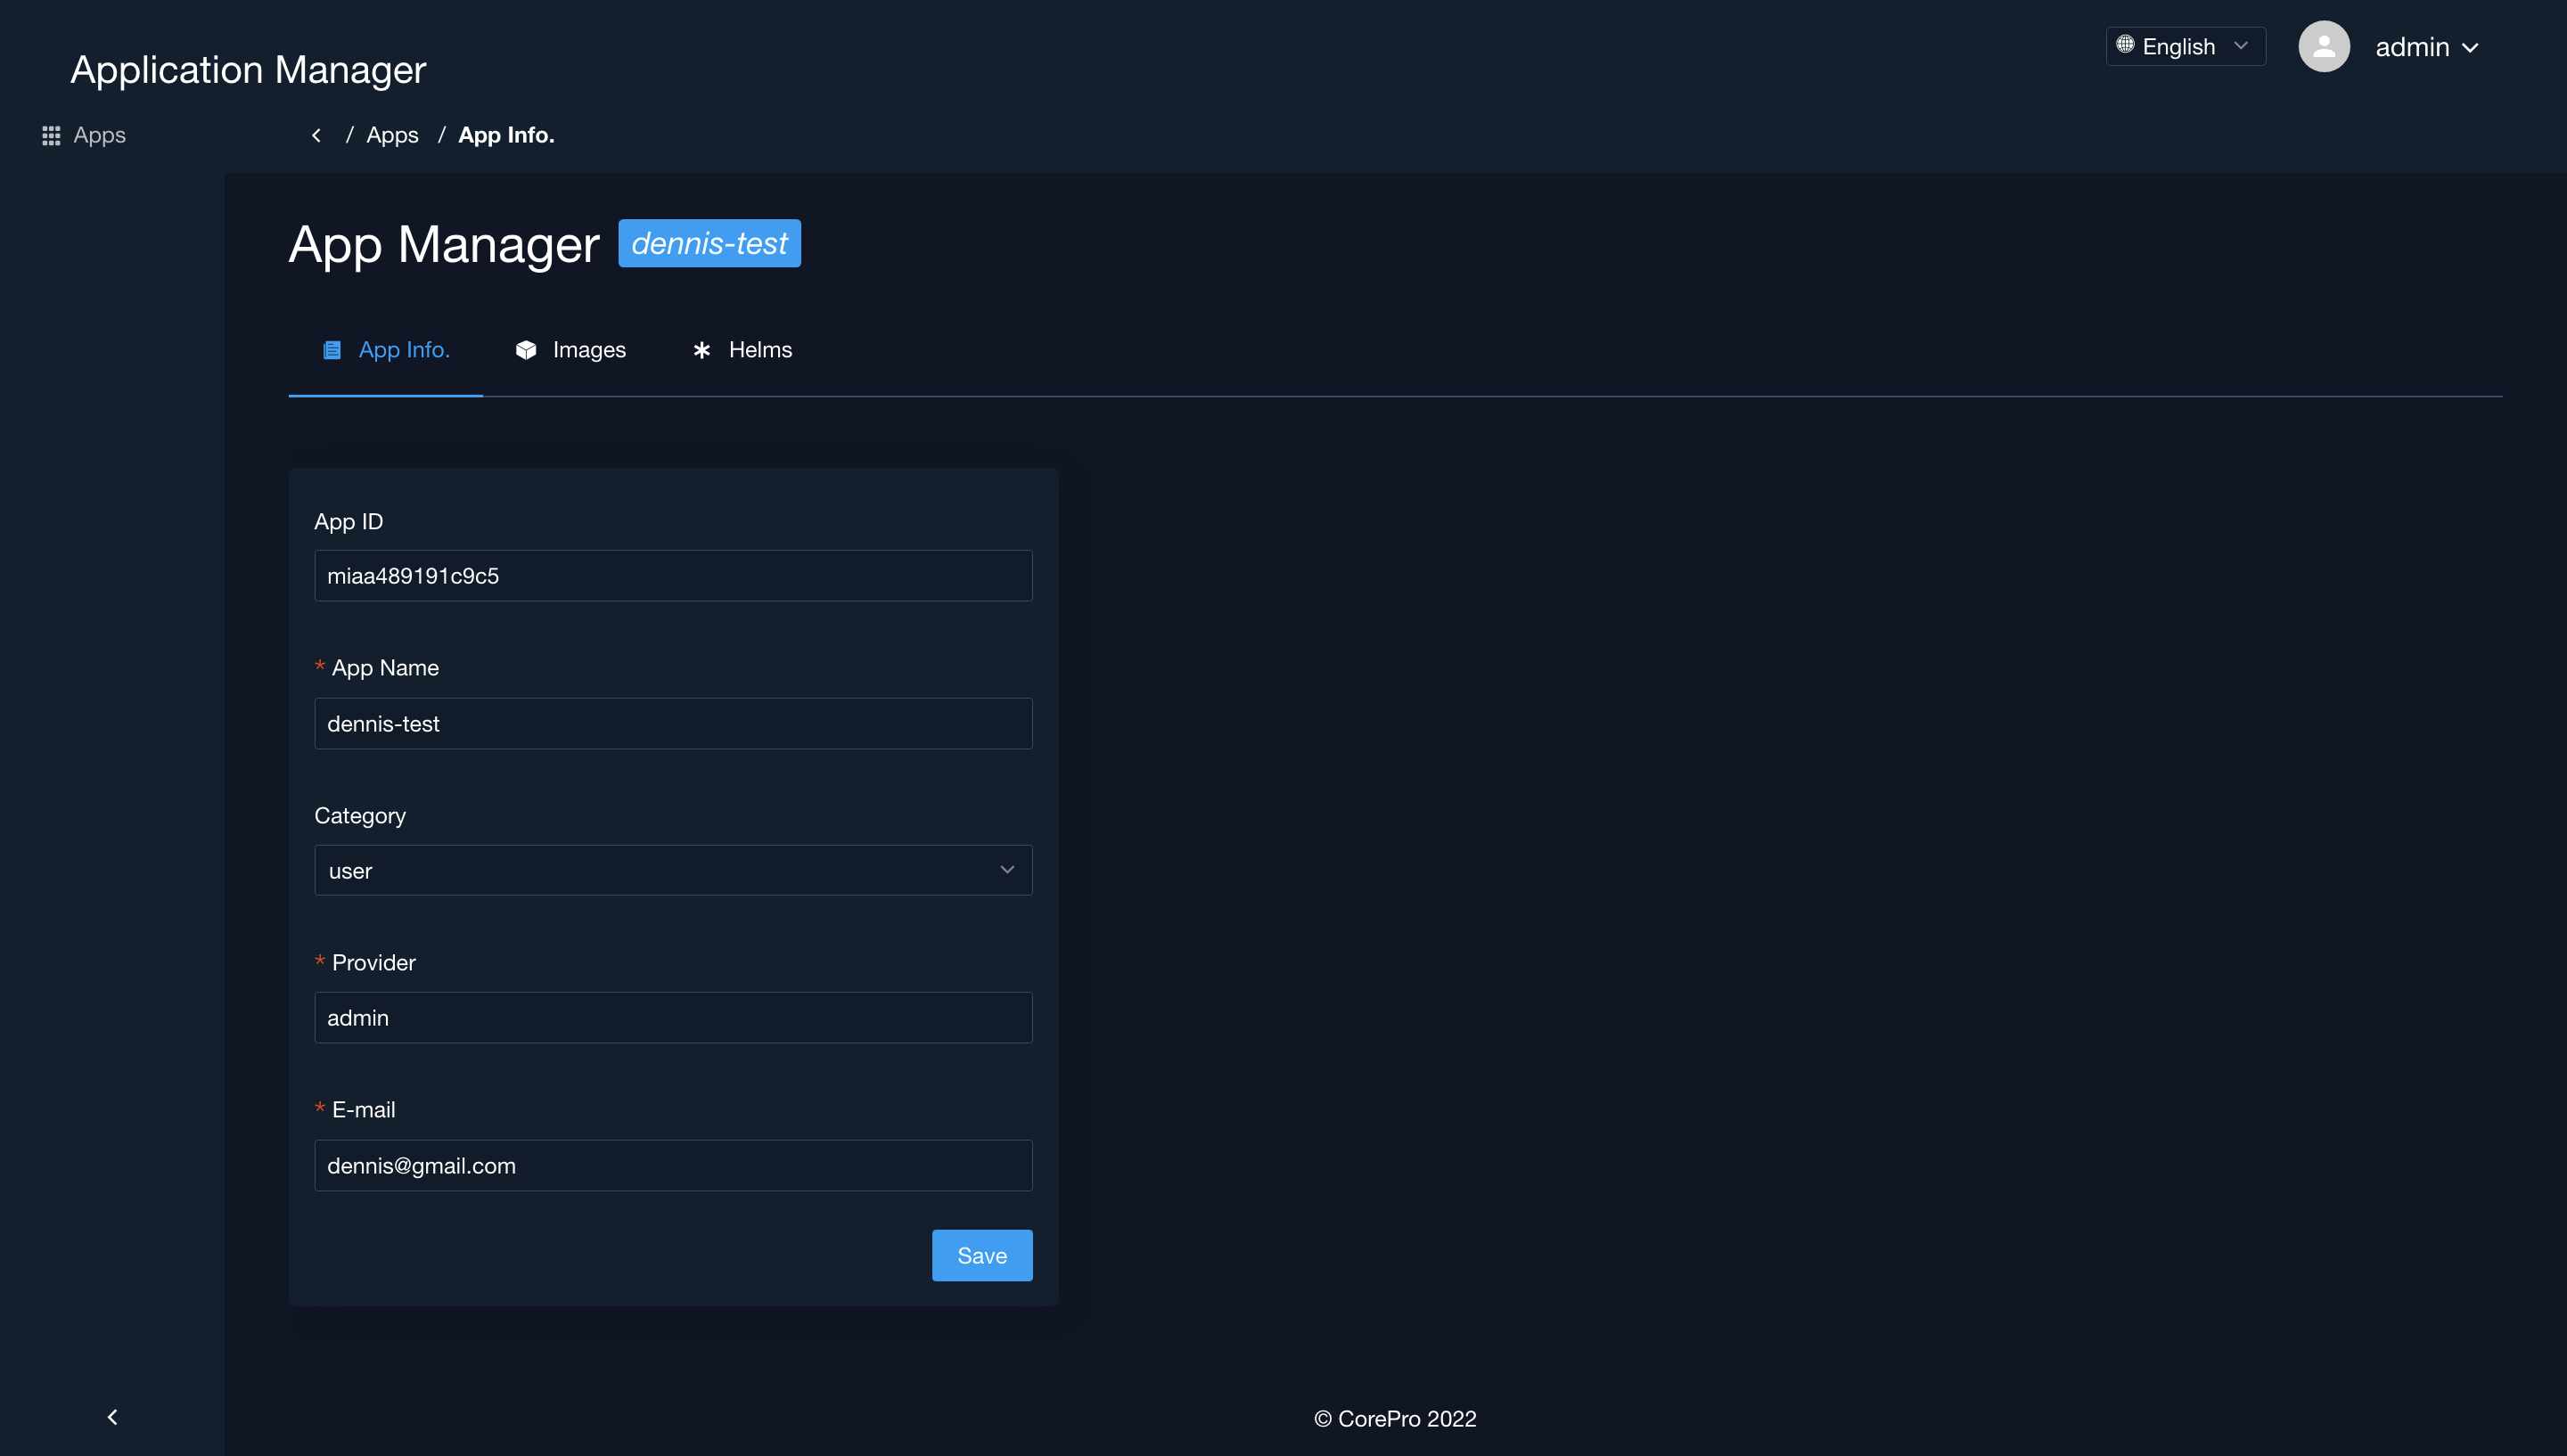 Application Manager
English
admin
Apps
/ Apps / App Info.
App Manager dennis-test
App Info. Images Helms
App ID
miaa489191c9c5
* App Name
dennis-test
Category
user
* Provider
admin
* E-mail
dennis@gmail.com
Save
© CorePro 2022